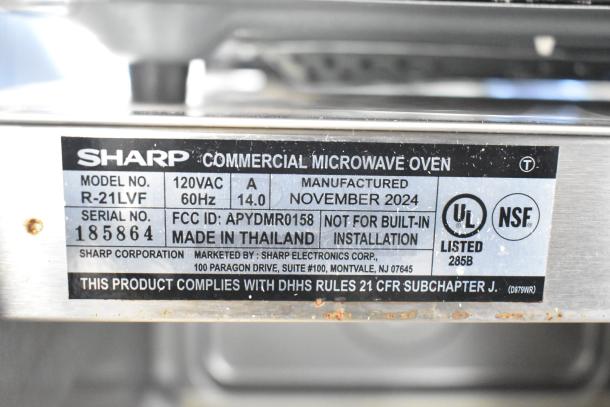 SHARP COMMERCIAL MICROWAVE OVEN T
MODEL NO. 120VAC A MANUFACTURED
R-21LVF 60Hz 14.0 NOVEMBER 2024
SERIAL NO. FCC ID: APYDMR0158 NOT FOR BUILT-IN
185864 MADE IN THAILAND INSTALLATION
UL NSF
LISTED
285B
SHARP CORPORATION MARKETED BY: SHARP ELECTRONICS CORP.,
100 PARAGON DRIVE, SUITE #100, MONTVALE, NJ 07645
THIS PRODUCT COMPLIES WITH DHHS RULES 21 CFR SUBCHAPTER J. (D979WR)